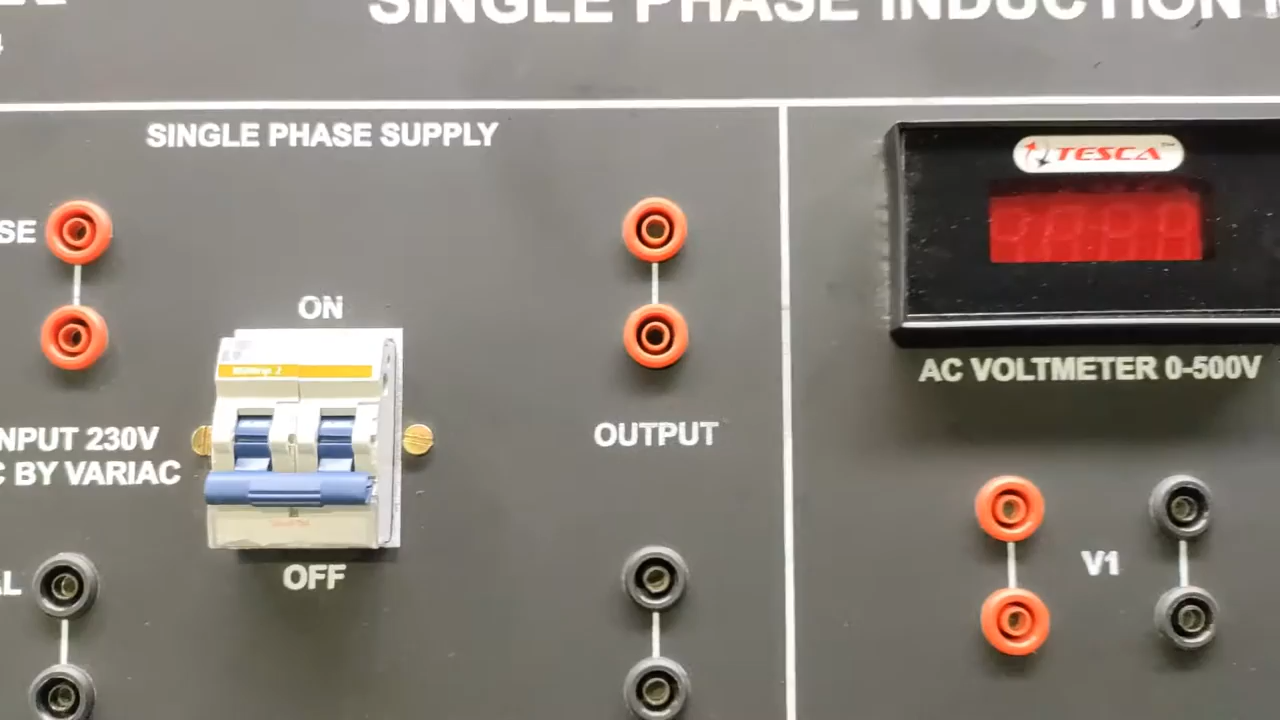 SINGLE PHASE INDUCTION
SINGLE PHASE SUPPLY
TESCA
SE
ON
AC VOLTMETER 0-500V
NPUT 230V
C BY VARIAC
OUTPUT
V1
OFF
L